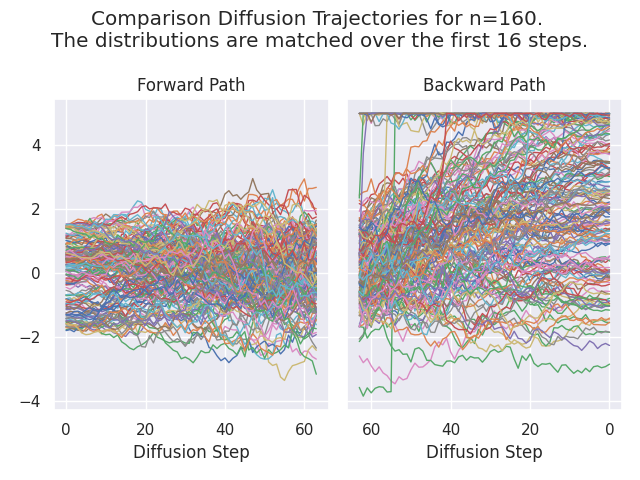 Comparison Diffusion Trajectories for n=160.
The distributions are matched over the first 16 steps.
Forward Path
Backward Path
4
2
0
−2
−4
0 20 40 60
60 40 20 0
Diffusion Step
Diffusion Step